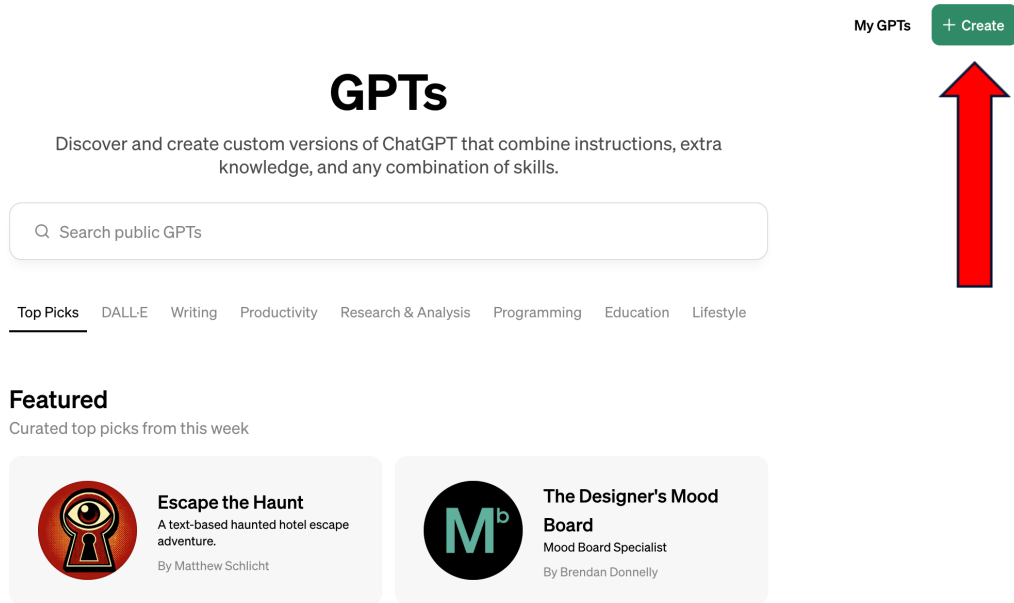 My GPTs
+ Create
GPTs
Discover and create custom versions of ChatGPT that combine instructions, extra
knowledge, and any combination of skills.
Search public GPTs
Top Picks DALL·E Writing Productivity Research & Analysis Programming Education Lifestyle
Featured
Curated top picks from this week
Escape the Haunt
A text-based haunted hotel escape
adventure.
By Matthew Schlicht
Mb
The Designer's Mood
Board
Mood Board Specialist
By Brendan Donnelly